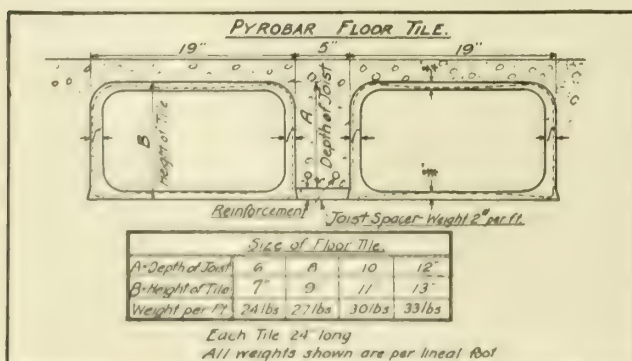 PYROBAR FLOOR TILE.
19" 5" 19"
B Height of Tile
A Depth of Joist
Reinforcement
Joist Spacer-Weight 2# per ft.
Size of Floor Tile.
A-Depth of Joist 6 8 10 12"
B-Height of Tile 7" 9 11 13"
Weight per Ft 24 lbs 27 lbs 30 lbs 33 lbs
Each Tile 24" long
All weights shown are per lineal foot